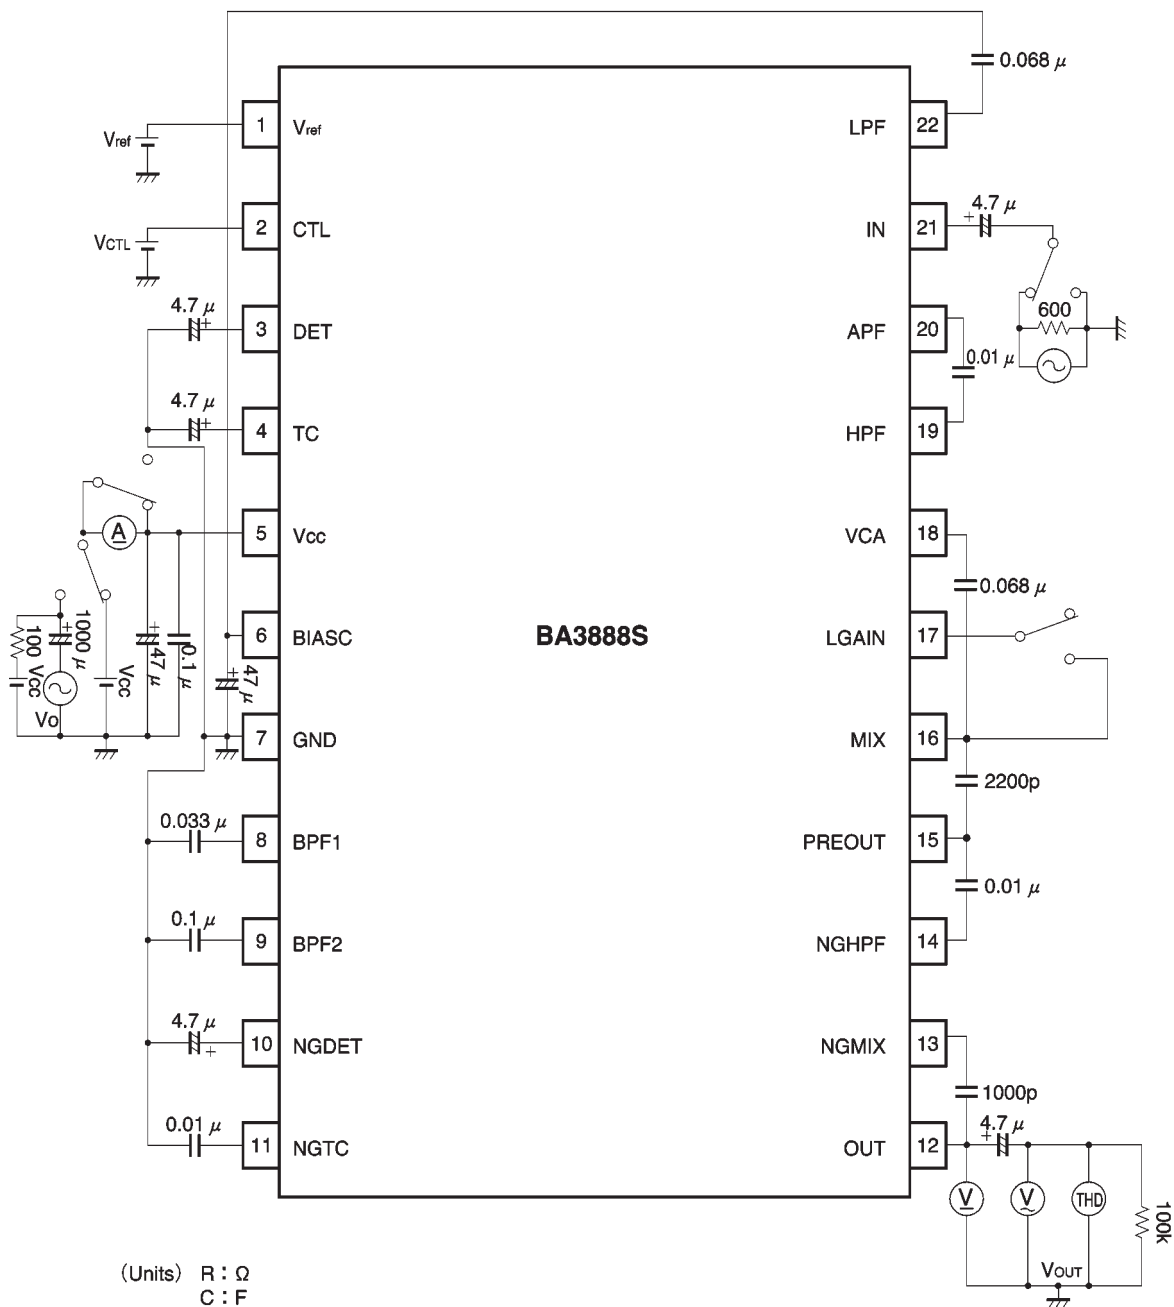 0.068 μ
1 Vref
Vref
LPF 22
2 CTL
VCTL
IN 21
+ 4.7 μ
4.7 μ +
3 DET
APF 20
600
0.01 μ
4.7 μ +
4 TC
HPF 19
A
5 Vcc
VCA 18
0.068 μ
100
Vcc
+
1000 μ
Vo
Vcc
+
47 μ
0.1 μ
6 BIASC
BA3888S
LGAIN 17
+
47 μ
7 GND
MIX 16
2200p
0.033 μ
8 BPF1
PREOUT 15
0.01 μ
0.1 μ
9 BPF2
NGHPF 14
4.7 μ
+
10 NGDET
NGMIX 13
1000p
0.01 μ
11 NGTC
OUT 12
+ 4.7 μ
V
V~
THD
100k
VOUT
(Units) R : Ω
C : F